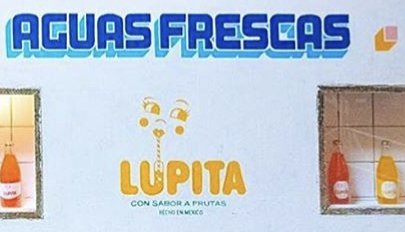 AGUAS FRESCAS
LUPITA
CON SABOR A FRUTAS
HECHO EN MEXICO